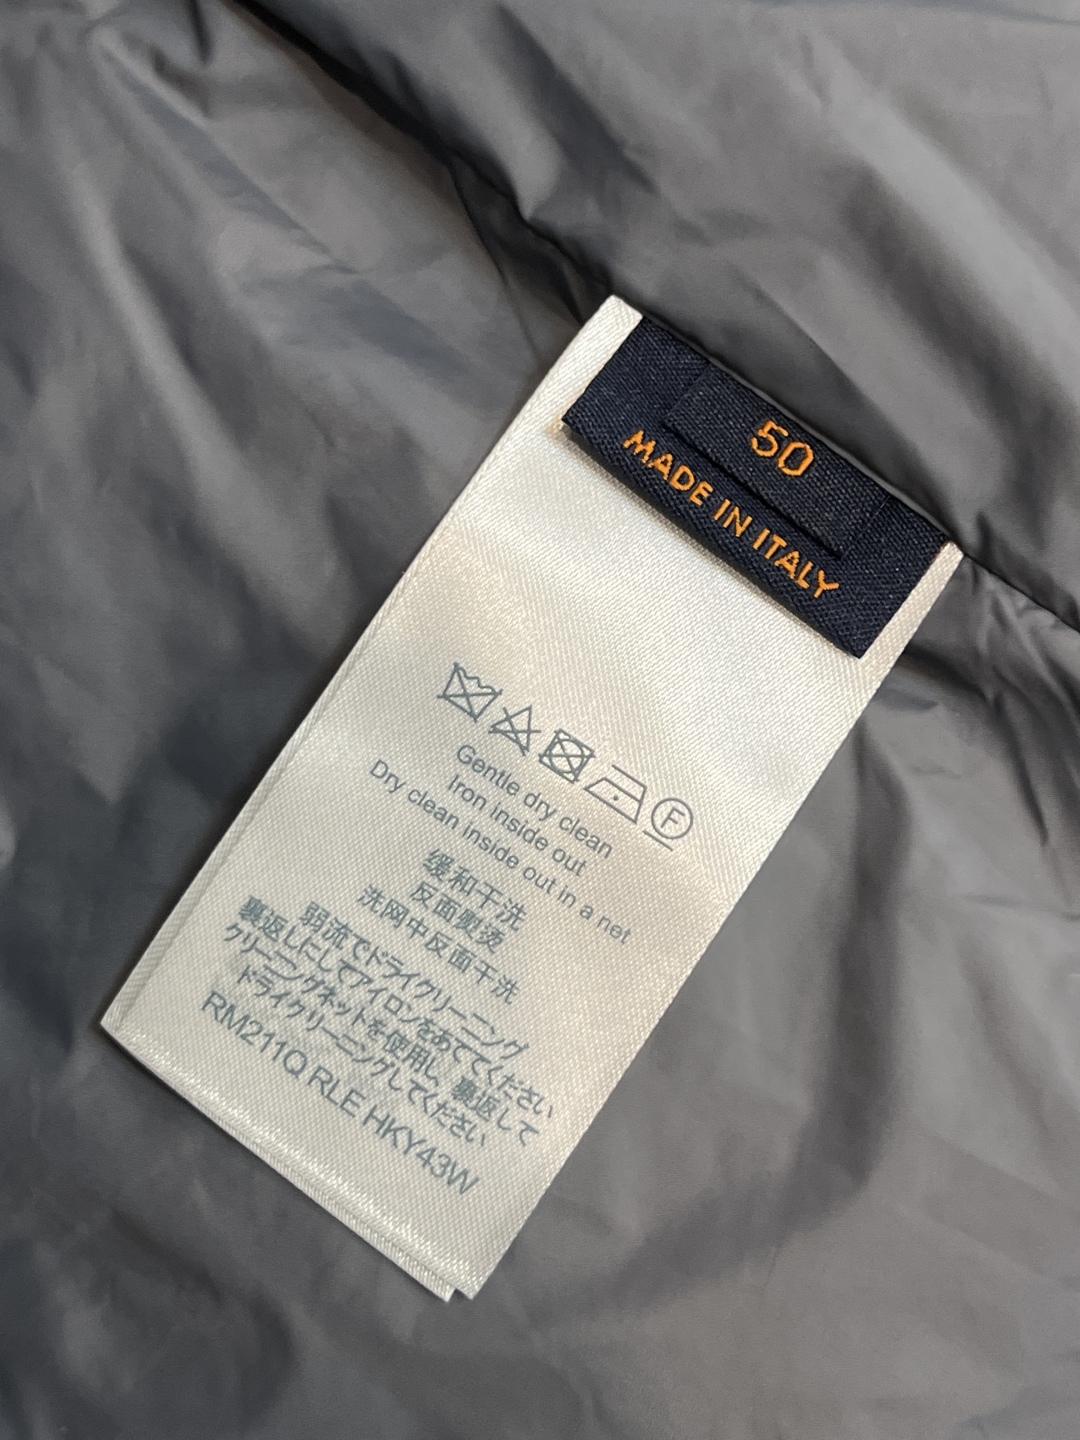 50
MADE IN ITALY
F
Gentle dry clean
Iron inside out
Dry clean inside out in a net
缓和干洗
反面熨烫
洗网中反面干洗
弱流でドライクリーニング
裏返しにしてアイロンをあててください
クリーニングネットを使用し、裏返して
ドライクリーニングしてください
RM211Q RLE HKY43W